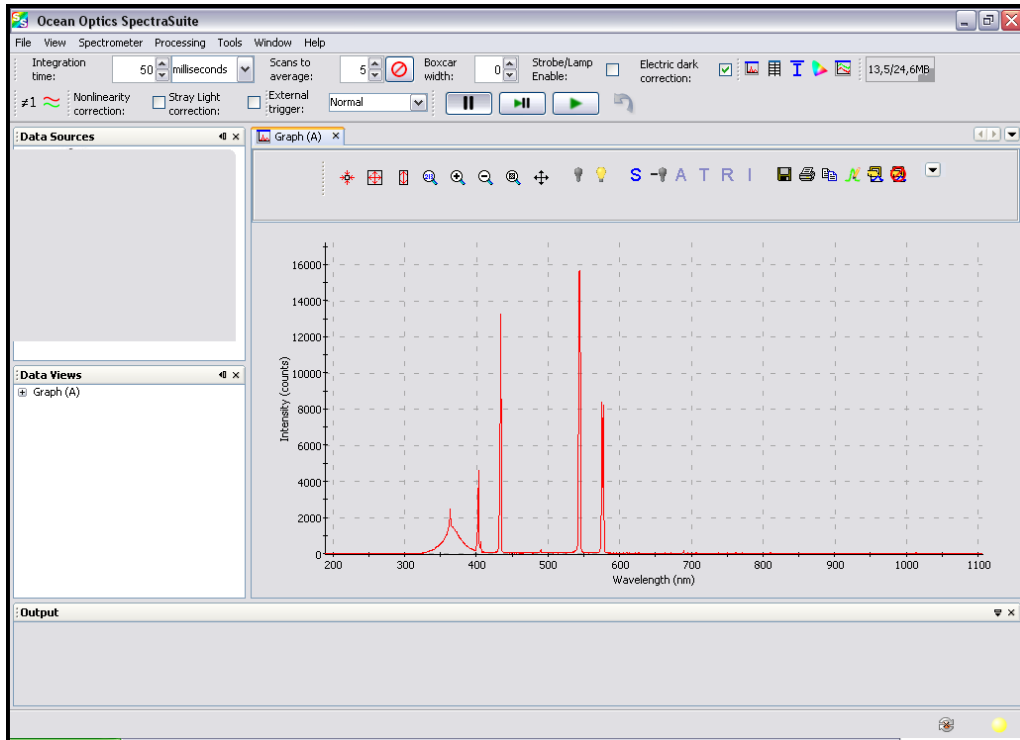 Ocean Optics SpectraSuite
File View Spectrometer Processing Tools Window Help
Integration time: 50 milliseconds Scans to average: 5 Boxcar width: 0 Strobe/Lamp Enable: Electric dark correction: 13,5/24,6MB
≠1 Nonlinearity correction: Stray Light correction: External trigger: Normal
Data Sources
Graph (A)
S A T R I
16000
14000
12000
10000
8000
6000
4000
2000
0
Intensity (counts)
200 300 400 500 600 700 800 900 1000 1100
Wavelength (nm)
Data Views
Graph (A)
Output